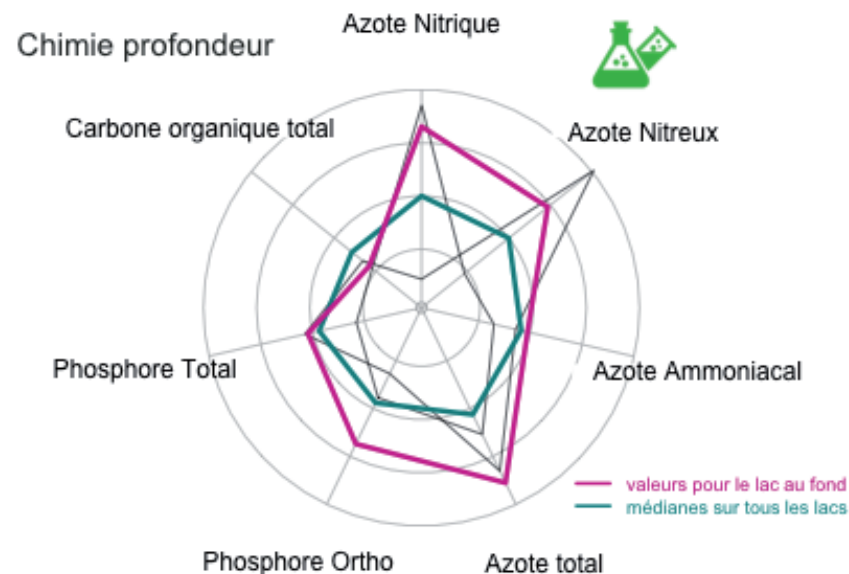 Azote Nitrique
Chimie profondeur
Carbone organique total
Azote Nitreux
Phosphore Total
Azote Ammoniacal
valeurs pour le lac au fond
médianes sur tous les lacs
Phosphore Ortho
Azote total